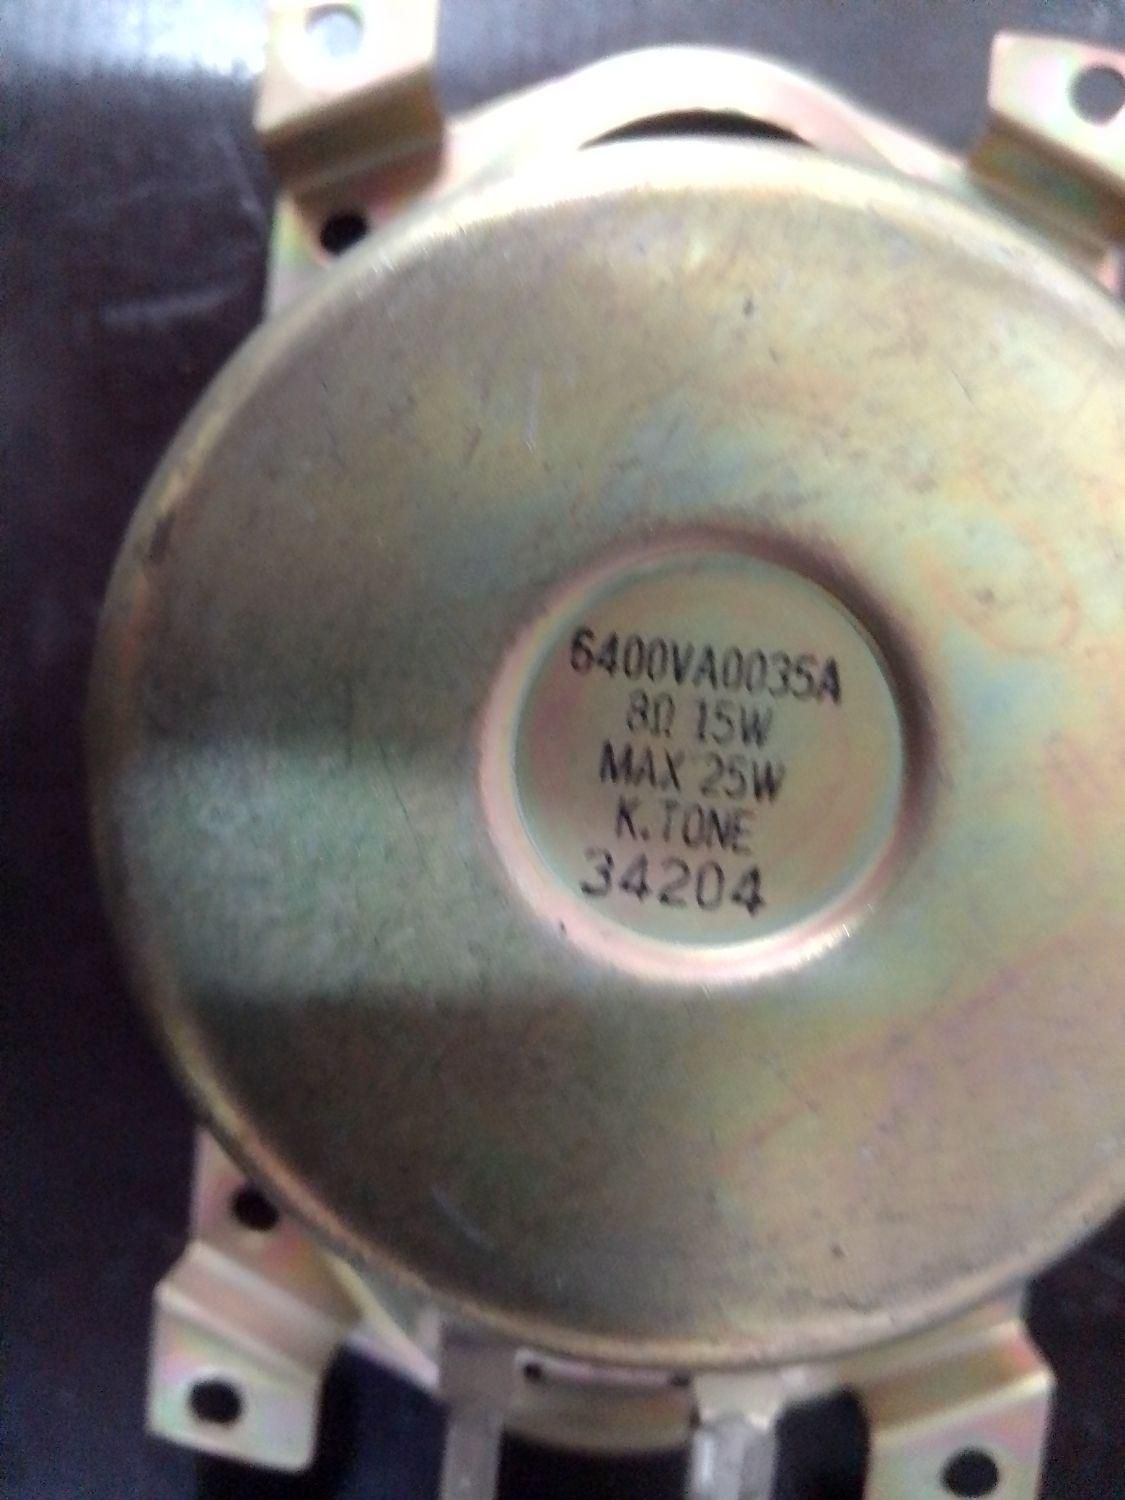 6400VA0035A
8Ω 15W
MAX 25W
K.TONE
34204